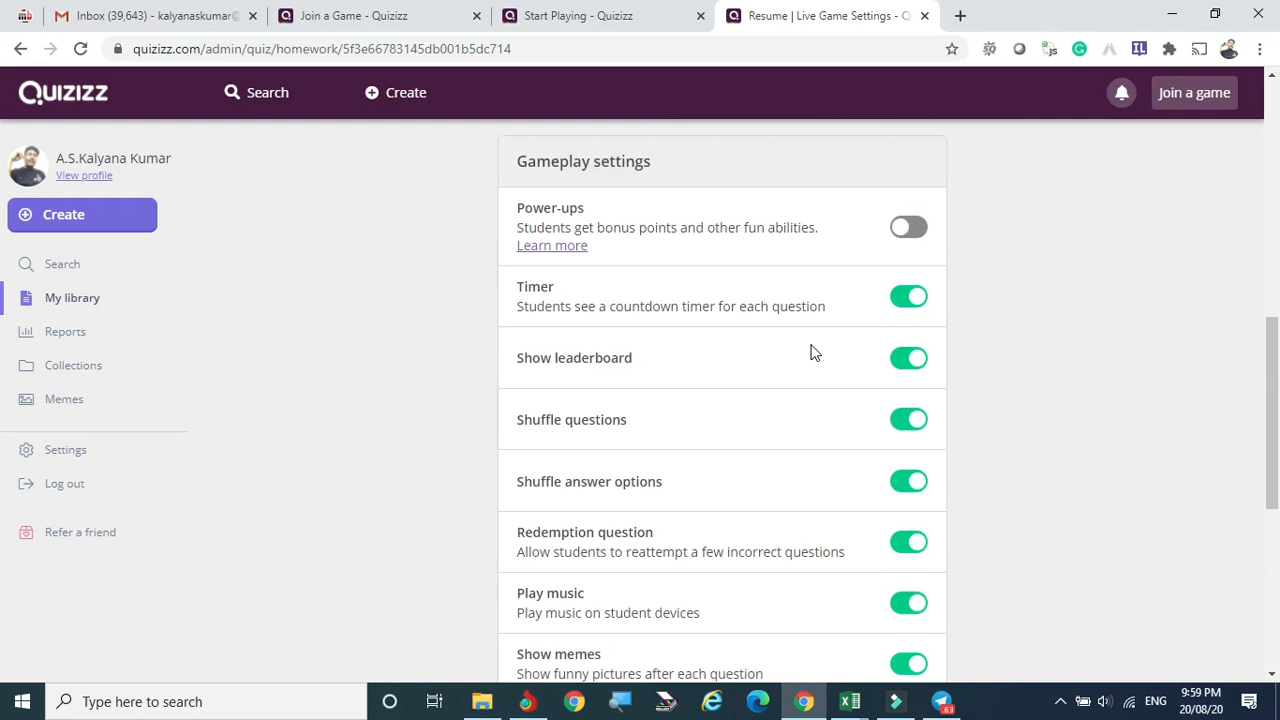 Inbox (39,643) - kalyanaskumar@
Join a Game - Quizizz
Start Playing - Quizizz
Resume | Live Game Settings - Q
quizizz.com/admin/quiz/homework/5f3e66783145db001b5dc714
Quizizz
Search
Create
Join a game
A.S.Kalyana Kumar
View profile
Create
Search
My library
Reports
Collections
Memes
Settings
Log out
Refer a friend
Gameplay settings
Power-ups
Students get bonus points and other fun abilities.
Learn more
Timer
Students see a countdown timer for each question
Show leaderboard
Shuffle questions
Shuffle answer options
Redemption question
Allow students to reattempt a few incorrect questions
Play music
Play music on student devices
Show memes
Show funny pictures after each question
Type here to search
63
ENG
9:59 PM
20/08/20